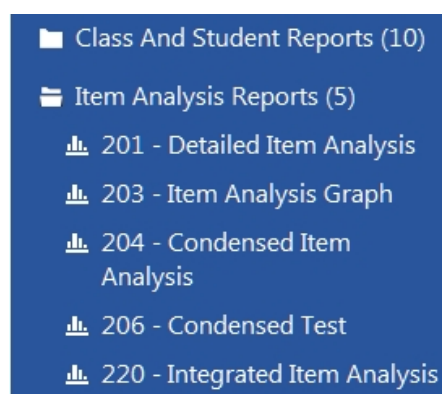 Class And Student Reports (10)
Item Analysis Reports (5)
201 - Detailed Item Analysis
203 - Item Analysis Graph
204 - Condensed Item
Analysis
206 - Condensed Test
220 - Integrated Item Analysis